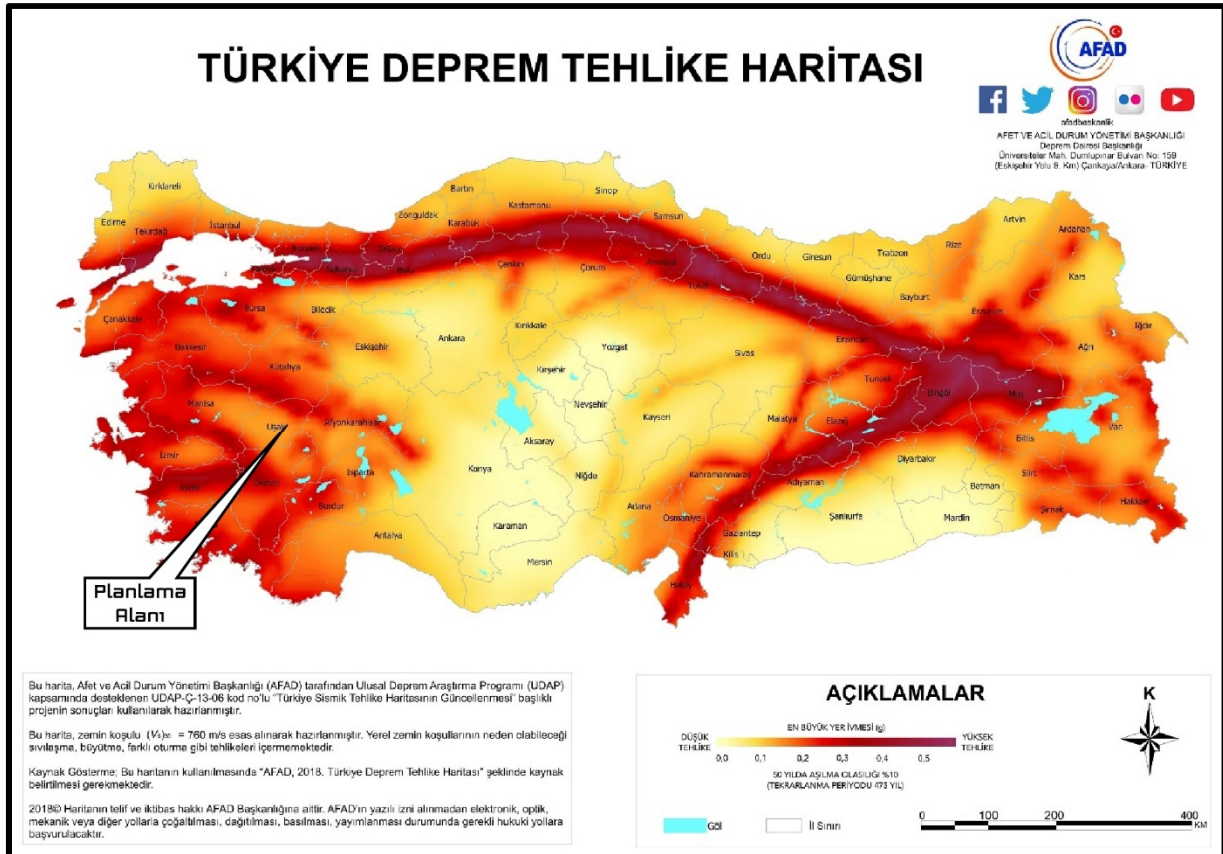 TÜRKİYE DEPREM TEHLİKE HARİTASI
AFAD
afadbaskanlik
AFET VE ACİL DURUM YÖNETİMİ BAŞKANLIĞI
Deprem Dairesi Başkanlığı
Üniversiteler Mah. Dumlupınar Bulvarı No: 159
(Eskişehir Yolu 9. Km) Çankaya/Ankara- TÜRKİYE
Kırklareli
Edirne
Tekirdağ
İstanbul
Zonguldak
Bartın
Karabük
Kastamonu
Sinop
Samsun
Çankırı
Çorum
Amasya
Tokat
Ordu
Giresun
Trabzon
Gümüşhane
Rize
Bayburt
Artvin
Ardahan
Kars
Iğdır
Ağrı
Erzurum
Erzincan
Sakarya
Bolu
Çanakkale
Bursa
Bilecik
Balıkesir
Kütahya
Eskişehir
Ankara
Kırıkkale
Yozgat
Kırşehir
Sivas
Tunceli
Bingöl
Muş
Manisa
Uşak
Afyonkarahisar
Nevşehir
Kayseri
Malatya
Elazığ
Bitlis
Van
İzmir
Aydın
Denizli
Isparta
Burdur
Konya
Aksaray
Niğde
Kahramanmaraş
Adıyaman
Diyarbakır
Batman
Siirt
Şırnak
Hakkari
Antalya
Karaman
Mersin
Adana
Osmaniye
Gaziantep
Kilis
Şanlıurfa
Mardin
Hatay
Planlama
Alanı
Bu harita, Afet ve Acil Durum Yönetimi Başkanlığı (AFAD) tarafından Ulusal Deprem Araştırma Programı (UDAP)
kapsamında desteklenen UDAP-Ç-13-06 kod no'lu "Türkiye Sismik Tehlike Haritasının Güncellenmesi" başlıklı
projenin sonuçları kullanılarak hazırlanmıştır.
Bu harita, zemin koşulu (Vs)30 = 760 m/s esas alınarak hazırlanmıştır. Yerel zemin koşullarının neden olabileceği
sıvılaşma, büyütme, farklı oturma gibi tehlikeleri içermemektedir.
Kaynak Gösterme; Bu haritanın kullanılmasında "AFAD, 2018. Türkiye Deprem Tehlike Haritası" şeklinde kaynak
belirtilmesi gerekmektedir.
2018© Haritanın telif ve iktibas hakkı AFAD Başkanlığına aittir. AFAD'ın yazılı izni alınmadan elektronik, optik,
mekanik veya diğer yollarla çoğaltılması, dağıtılması, basılması, yayımlanması durumunda gerekli hukuki yollara
başvurulacaktır.
AÇIKLAMALAR
EN BÜYÜK YER İVMESİ (g)
DÜŞÜK
TEHLİKE
YÜKSEK
TEHLİKE
0,0 0,1 0,2 0,3 0,4 0,5
50 YILDA AŞILMA OLASILIĞI %10
(TEKRARLANMA PERİYODU 475 YIL)
Göl
İl Sınırı
K
0 100 200 400
KM